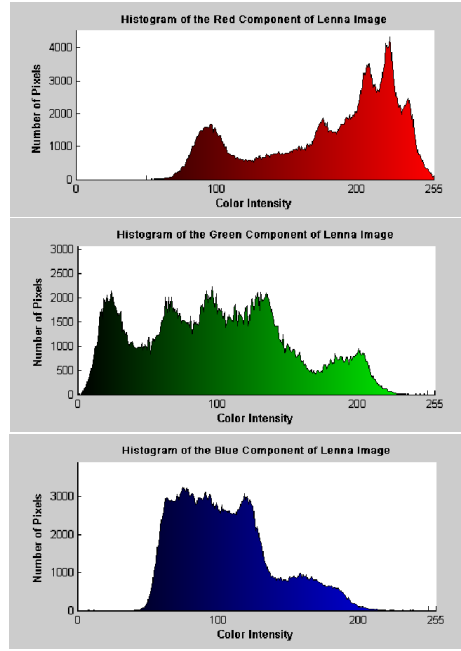 Histogram of the Red Component of Lenna Image
4000
3000
2000
1000
0
Number of Pixels
0 100 200 255
Color Intensity
Histogram of the Green Component of Lenna Image
3000
2500
2000
1500
1000
500
0
Number of Pixels
0 100 200 255
Color Intensity
Histogram of the Blue Component of Lenna Image
3000
2000
1000
0
Number of Pixels
0 100 200 255
Color Intensity